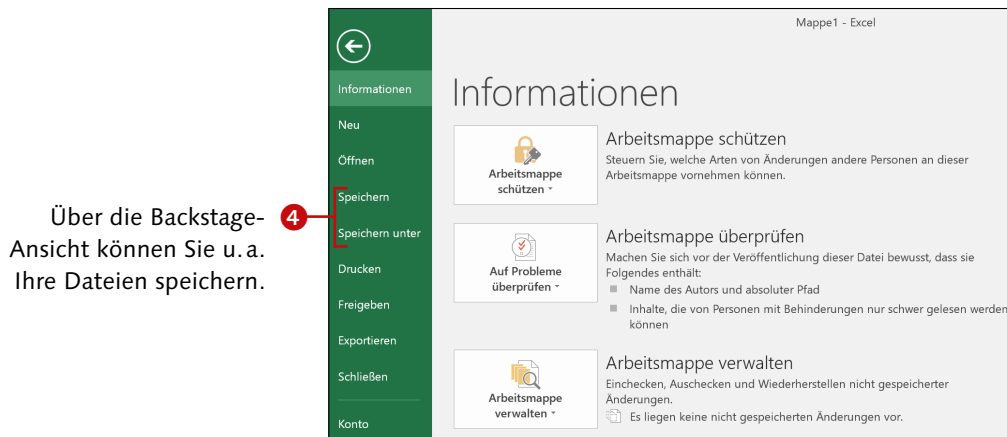 Mappe1 - Excel
Informationen
Neu
Öffnen
Speichern
Speichern unter
Drucken
Freigeben
Exportieren
Schließen
Konto
Über die Backstage-
Ansicht können Sie u. a.
Ihre Dateien speichern.
4
Informationen
Arbeitsmappe
schützen
Arbeitsmappe schützen
Steuern Sie, welche Arten von Änderungen andere Personen an dieser
Arbeitsmappe vornehmen können.
Auf Probleme
überprüfen
Arbeitsmappe überprüfen
Machen Sie sich vor der Veröffentlichung dieser Datei bewusst, dass sie
Folgendes enthält:
Name des Autors und absoluter Pfad
Inhalte, die von Personen mit Behinderungen nur schwer gelesen werden
können
Arbeitsmappe
verwalten
Arbeitsmappe verwalten
Einchecken, Auschecken und Wiederherstellen nicht gespeicherter
Änderungen.
Es liegen keine nicht gespeicherten Änderungen vor.